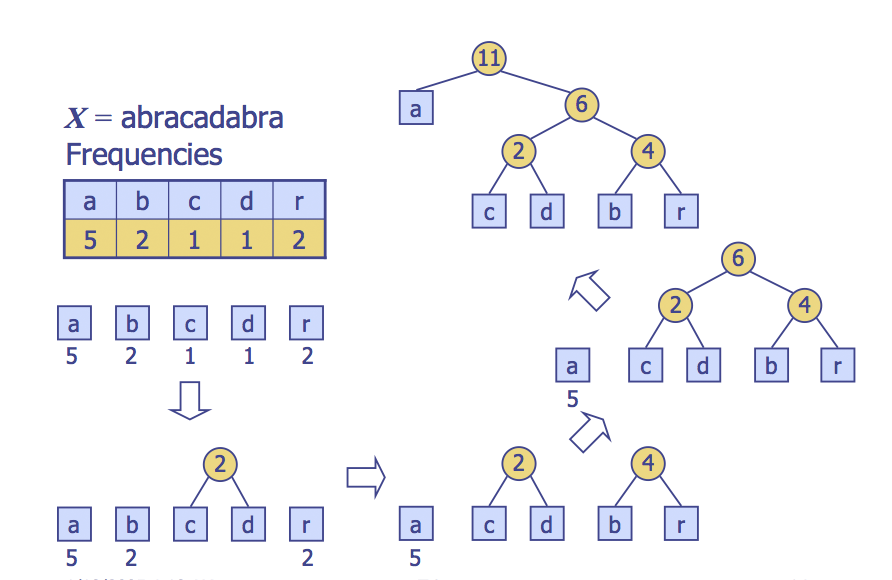 X = abracadabra
Frequencies
a b c d r
5 2 1 1 2
a b c d r
5 2 1 1 2
2
a b c d r
5 2 2
2 4
a c d b r
5
6
2 4
a c d b r
5
11
a 6
2 4
c d b r